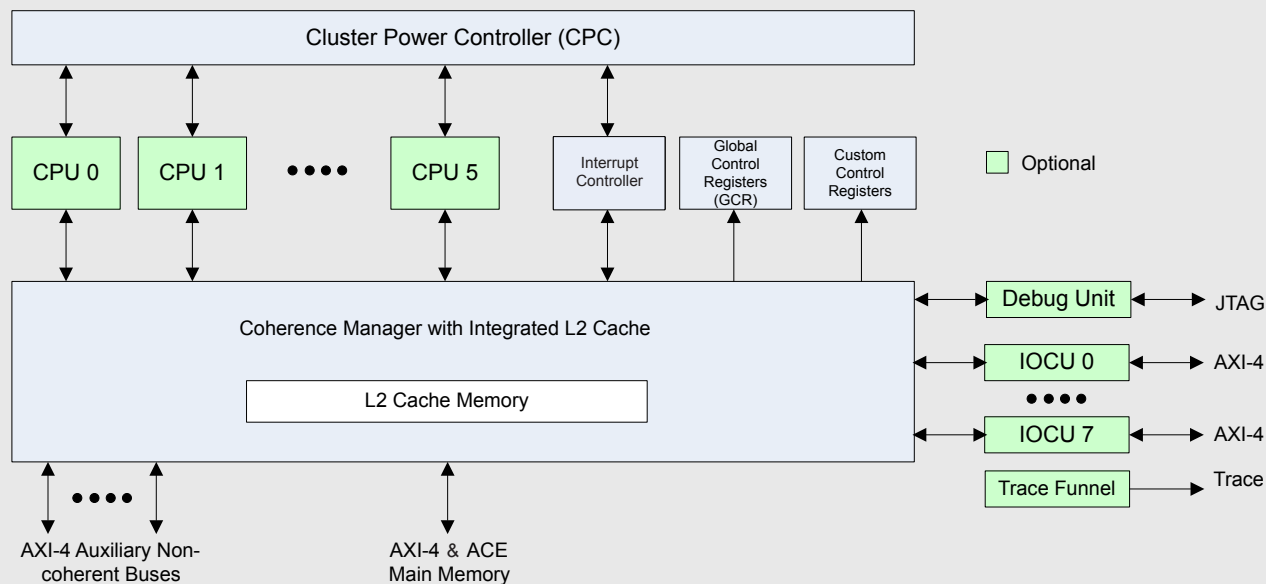 Cluster Power Controller (CPC)
CPU 0
CPU 1
CPU 5
Interrupt
Controller
Global
Control
Registers
(GCR)
Custom
Control
Registers
Optional
Coherence Manager with Integrated L2 Cache
L2 Cache Memory
Debug Unit
JTAG
IOCU 0
AXI-4
IOCU 7
AXI-4
Trace Funnel
Trace
AXI-4 Auxiliary Non-
coherent Buses
AXI-4 & ACE
Main Memory